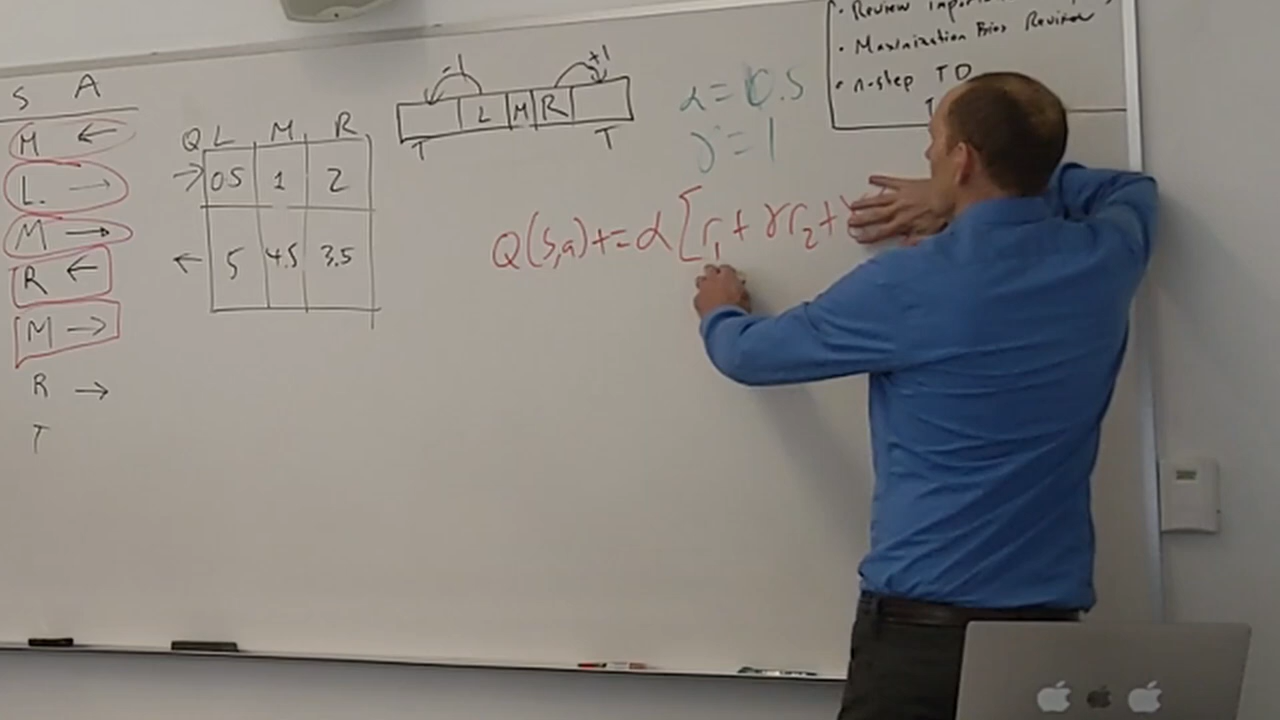 S A
M ←
L. →
M →
R ←
M →
R →
T
Q L M R
→ 0.5 1 2
← 5 4.5 3.5
-1 +1
L M R
T T
α = 0.5
γ = 1
Q(s,a) += α [r₁ + γr₂ +
• Review
• Maximization Bias Review
• n-step TD